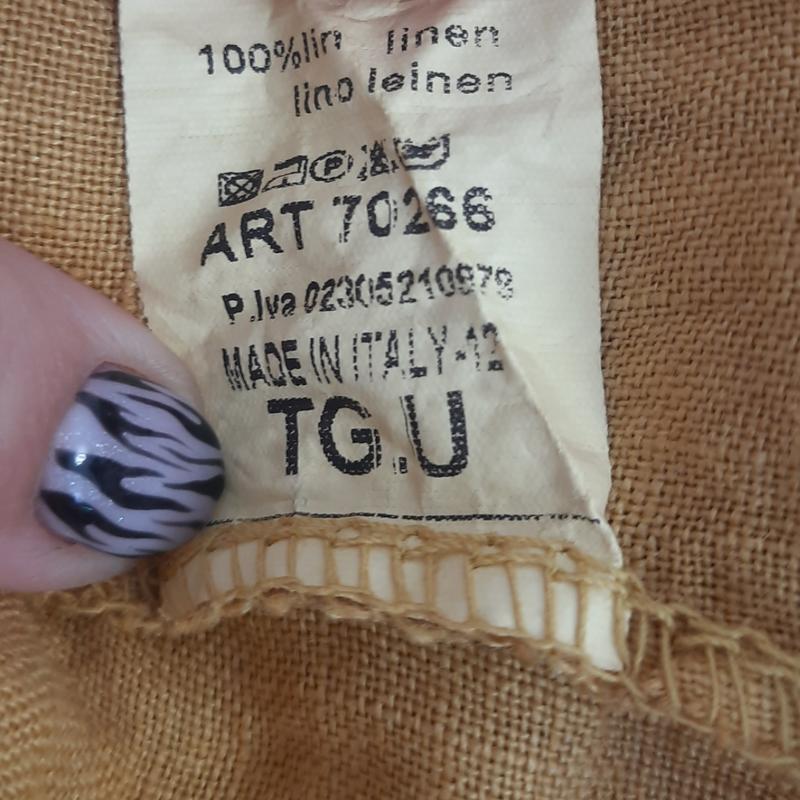 100%lin linen
lino leinen
P
ART 70266
P.Iva 02305210979
MADE IN ITALY-12
TG.U